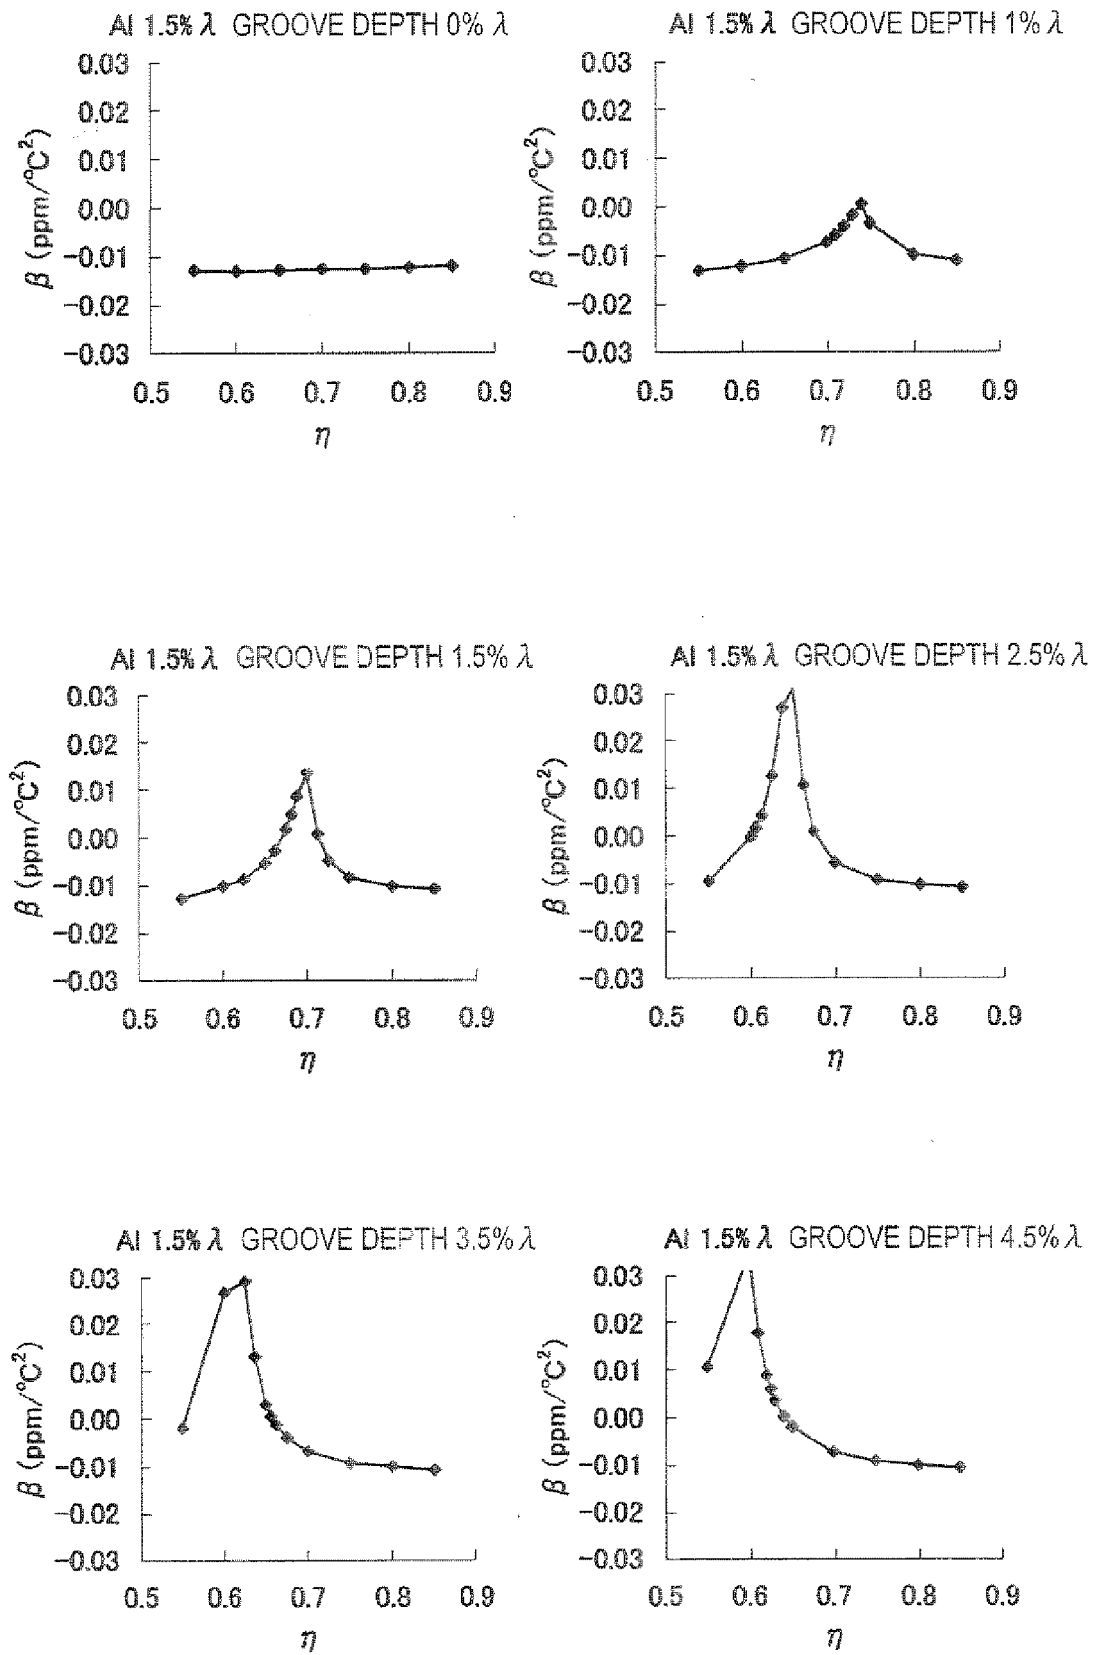 Al 1.5% λ GROOVE DEPTH 0% λ
0.03
0.02
0.01
0.00
−0.01
−0.02
−0.03
β (ppm/°C²)
0.5 0.6 0.7 0.8 0.9
η
Al 1.5% λ GROOVE DEPTH 1% λ
0.03
0.02
0.01
0.00
−0.01
−0.02
−0.03
β (ppm/°C²)
0.5 0.6 0.7 0.8 0.9
η
Al 1.5% λ GROOVE DEPTH 1.5% λ
0.03
0.02
0.01
0.00
−0.01
−0.02
−0.03
β (ppm/°C²)
0.5 0.6 0.7 0.8 0.9
η
Al 1.5% λ GROOVE DEPTH 2.5% λ
0.03
0.02
0.01
0.00
−0.01
−0.02
−0.03
β (ppm/°C²)
0.5 0.6 0.7 0.8 0.9
η
Al 1.5% λ GROOVE DEPTH 3.5% λ
0.03
0.02
0.01
0.00
−0.01
−0.02
−0.03
β (ppm/°C²)
0.5 0.6 0.7 0.8 0.9
η
Al 1.5% λ GROOVE DEPTH 4.5% λ
0.03
0.02
0.01
0.00
−0.01
−0.02
−0.03
β (ppm/°C²)
0.5 0.6 0.7 0.8 0.9
η